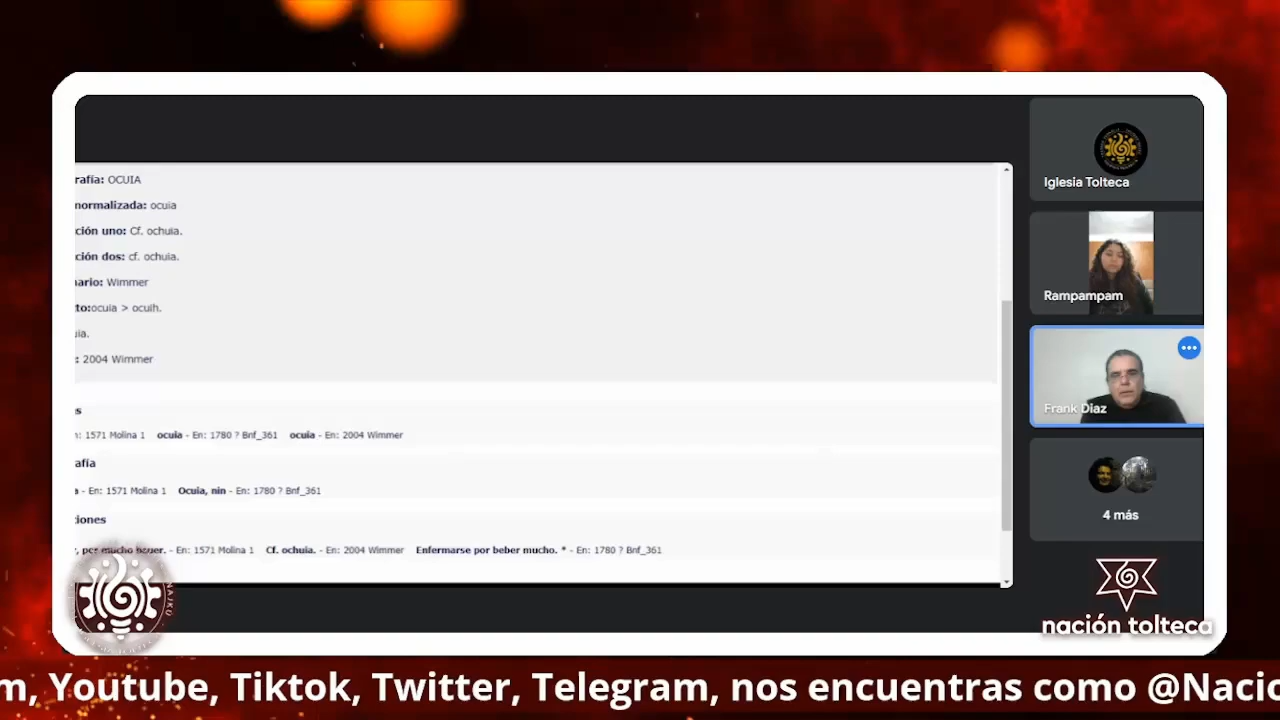 rafía: OCUIA
normalizada: ocuia
ción uno: Cf. ochuia.
ción dos: cf. ochuia.
nario: Wimmer
to:ocuia > ocuih.
uia.
: 2004 Wimmer
s
n: 1571 Molina 1 ocuia - En: 1780 ? Bnf_361 ocuia - En: 2004 Wimmer
afía
- En: 1571 Molina 1 Ocuia, nin - En: 1780 ? Bnf_361
ciones
, por mucho - En: 1571 Molina 1 Cf. ochuia. - En: 2004 Wimmer Enfermarse por beber mucho. * - En: 1780 ? Bnf_361
Iglesia Tolteca
Rampampam
Frank Diaz
4 más
nación tolteca
m, Youtube, Tiktok, Twitter, Telegram, nos encuentras como @Nacio